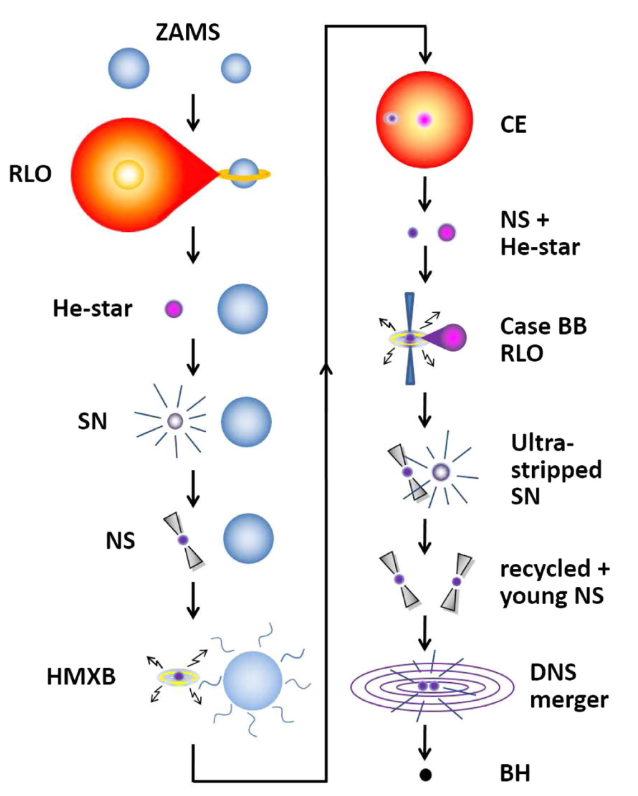 ZAMS
RLO
He-star
SN
NS
HMXB
CE
NS +
He-star
Case BB
RLO
Ultra-
stripped
SN
recycled +
young NS
DNS
merger
BH